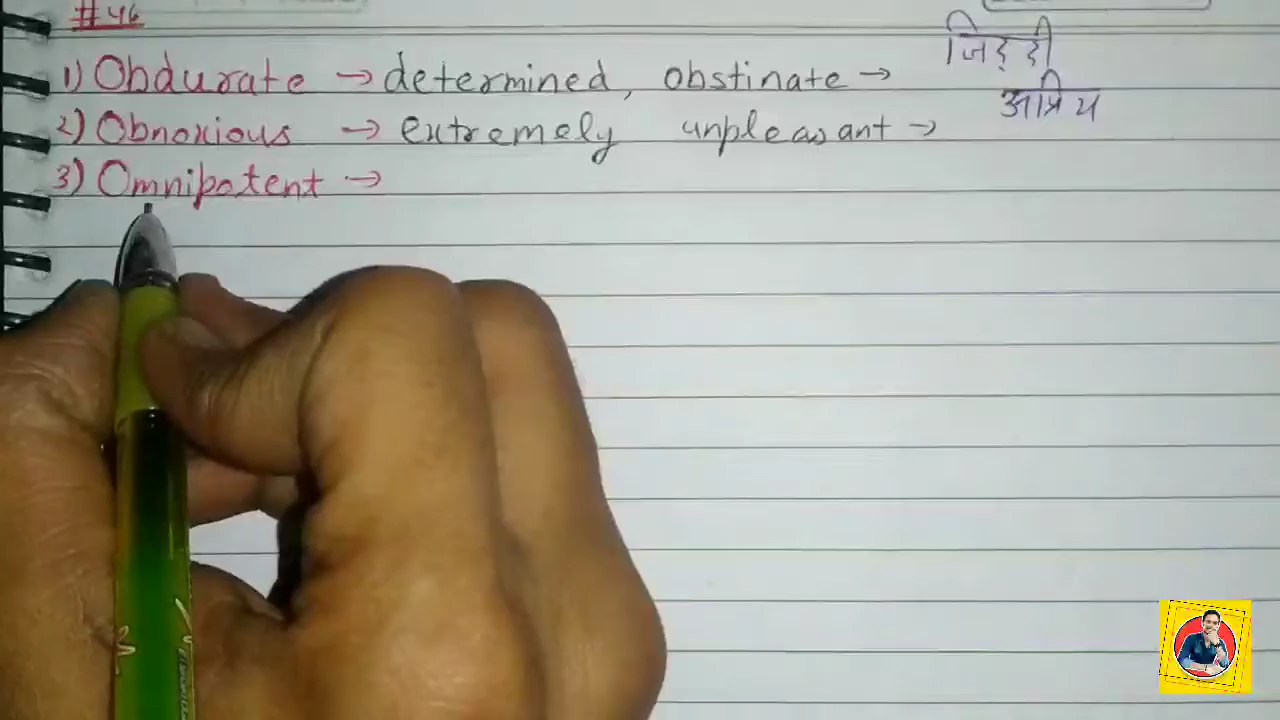 #46
1) Obdurate → determined, obstinate → जिद्दी
2) Obnoxious → extremely unpleasant → अप्रिय
3) Omnipotent →